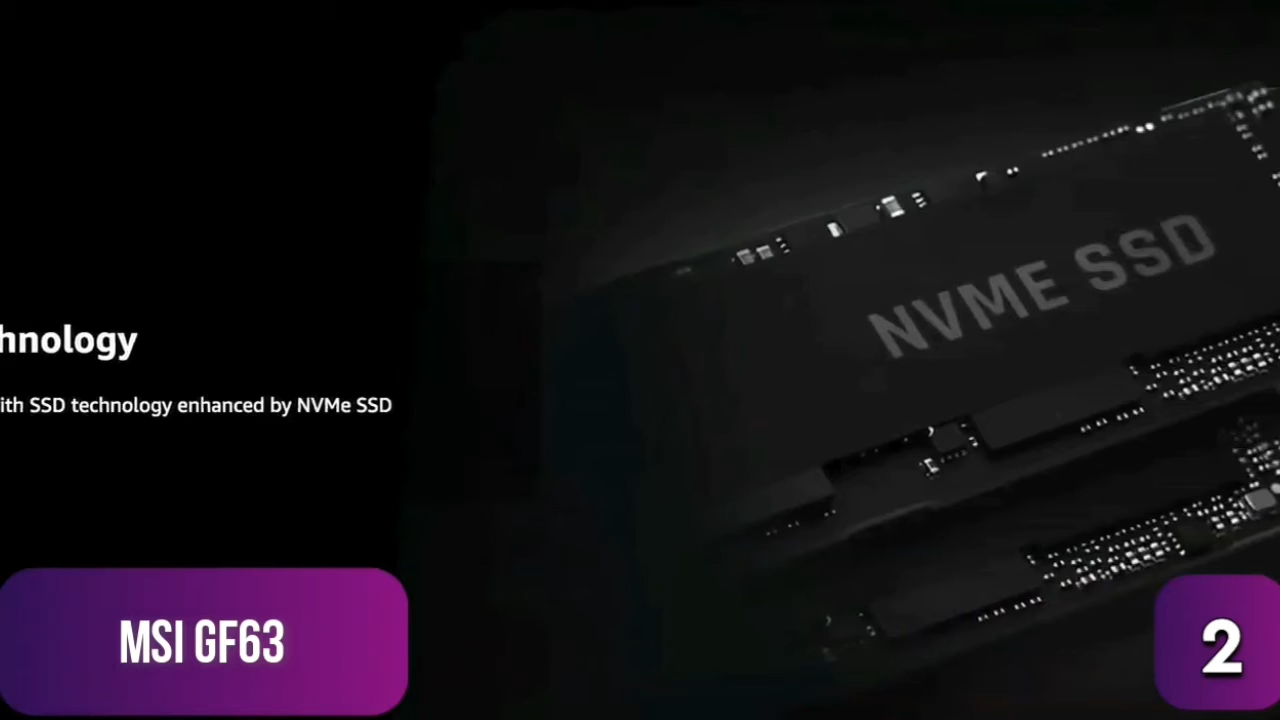 hnology
ith SSD technology enhanced by NVMe SSD
NVME SSD
MSI GF63
2